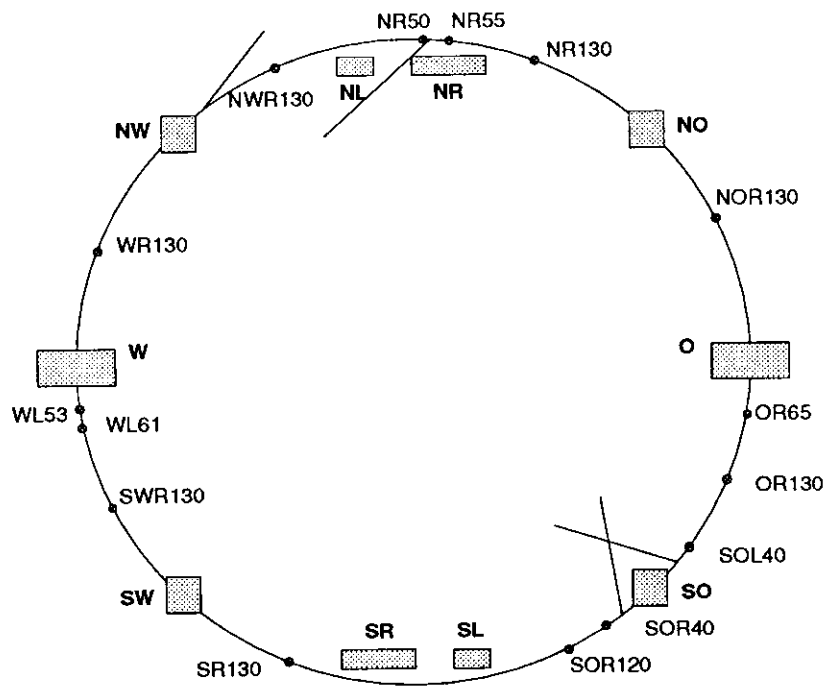 NR50
NR55
NR130
NWR130
NL
NR
NW
NO
NOR130
WR130
W
O
WL53
WL61
OR65
OR130
SWR130
SOL40
SW
SO
SR
SL
SOR40
SR130
SOR120